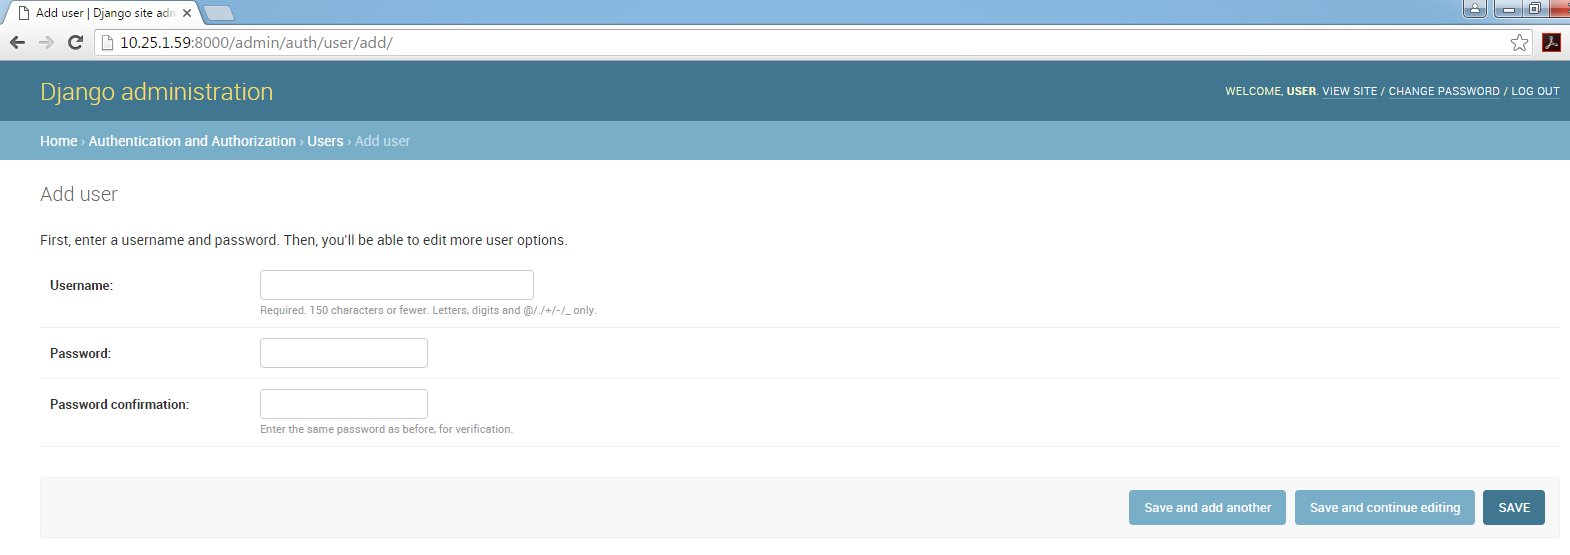 Add user | Django site adm
10.25.1.59:8000/admin/auth/user/add/
Django administration
WELCOME, USER. VIEW SITE / CHANGE PASSWORD / LOG OUT
Home › Authentication and Authorization › Users › Add user
Add user
First, enter a username and password. Then, you'll be able to edit more user options.
Username:
Required. 150 characters or fewer. Letters, digits and @/./+/-/_ only.
Password:
Password confirmation:
Enter the same password as before, for verification.
Save and add another
Save and continue editing
SAVE